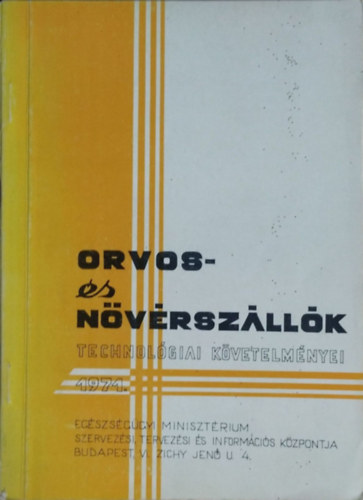 ORVOS-
és
NŐVÉRSZÁLLÓK
TECHNOLÓGIAI KÖVETELMÉNYEI
1974.
EGÉSZSÉGÜGYI MINISZTÉRIUM
SZERVEZÉSI, TERVEZÉSI ÉS INFORMÁCIÓS KÖZPONTJA
BUDAPEST, VI. ZICHY JENŐ U. 4.